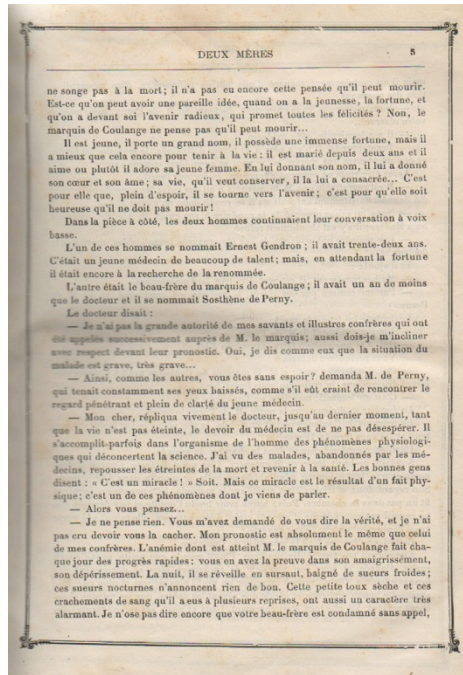 DEUX MÈRES 5
ne songe pas à la mort; il n'a pas eu encore cette pensée qu'il peut mourir.
Est-ce qu'on peut avoir une pareille idée, quand on a la jeunesse, la fortune, et
qu'on a devant soi l'avenir radieux, qui promet toutes les félicités ? Non, le
marquis de Coulange ne pense pas qu'il peut mourir...
Il est jeune, il porte un grand nom, il possède une immense fortune, mais il
a mieux que cela encore pour tenir à la vie : il est marié depuis deux ans et il
aime ou plutôt il adore sa jeune femme. En lui donnant son nom, il lui a donné
son cœur et son âme ; sa vie, qu'il veut conserver, il la lui a consacrée... C'est
pour elle que, plein d'espoir, il se tourne vers l'avenir ; c'est pour qu'elle soit
heureuse qu'il ne doit pas mourir !
Dans la pièce à côté, les deux hommes continuaient leur conversation à voix
basse.
L'un de ces hommes se nommait Ernest Gendron ; il avait trente-deux ans.
C'était un jeune médecin de beaucoup de talent; mais, en attendant la fortune
il était encore à la recherche de la renommée.
L'autre était le beau-frère du marquis de Coulange ; il avait un an de moins
que le docteur et il se nommait Sosthène de Perny.
Le docteur disait :
— Je n'ai pas la grande autorité de mes savants et illustres confrères qui ont
été appelés successivement auprès de M. le marquis; aussi dois-je m'incliner
avec respect devant leur pronostic. Oui, je dis comme eux que la situation du
malade est grave, très grave...
— Ainsi, comme les autres, vous êtes sans espoir? demanda M. de Perny,
qui tenait constamment ses yeux baissés, comme s'il eût craint de rencontrer le
regard pénétrant et plein de clarté du jeune médecin.
— Mon cher, répliqua vivement le docteur, jusqu'au dernier moment, tant
que la vie n'est pas éteinte, le devoir du médecin est de ne pas désespérer. Il
s'accomplit-parfois dans l'organisme de l'homme des phénomènes physiologi-
ques qui déconcertent la science. J'ai vu des malades, abandonnés par les mé-
decins, repousser les étreintes de la mort et revenir à la santé. Les bonnes gens
disent : « C'est un miracle ! » Soit. Mais ce miracle est le résultat d'un fait phy-
sique; c'est un de ces phénomènes dont je viens de parler.
— Alors vous pensez...
— Je ne pense rien. Vous m'avez demandé de vous dire la vérité, et je n'ai
pas cru devoir vous la cacher. Mon pronostic est absolument le même que celui
de mes confrères. L'anémie dont est atteint M. le marquis de Coulange fait cha-
que jour des progrès rapides : vous en avez la preuve dans son amaigrissement,
son dépérissement. La nuit, il se réveille en sursaut, baigné de sueurs froides ;
ces sueurs nocturnes n'annoncent rien de bon. Cette petite toux sèche et ces
crachements de sang qu'il a eus à plusieurs reprises, ont aussi un caractère très
alarmant. Je n'ose pas dire encore que votre beau-frère est condamné sans appel,